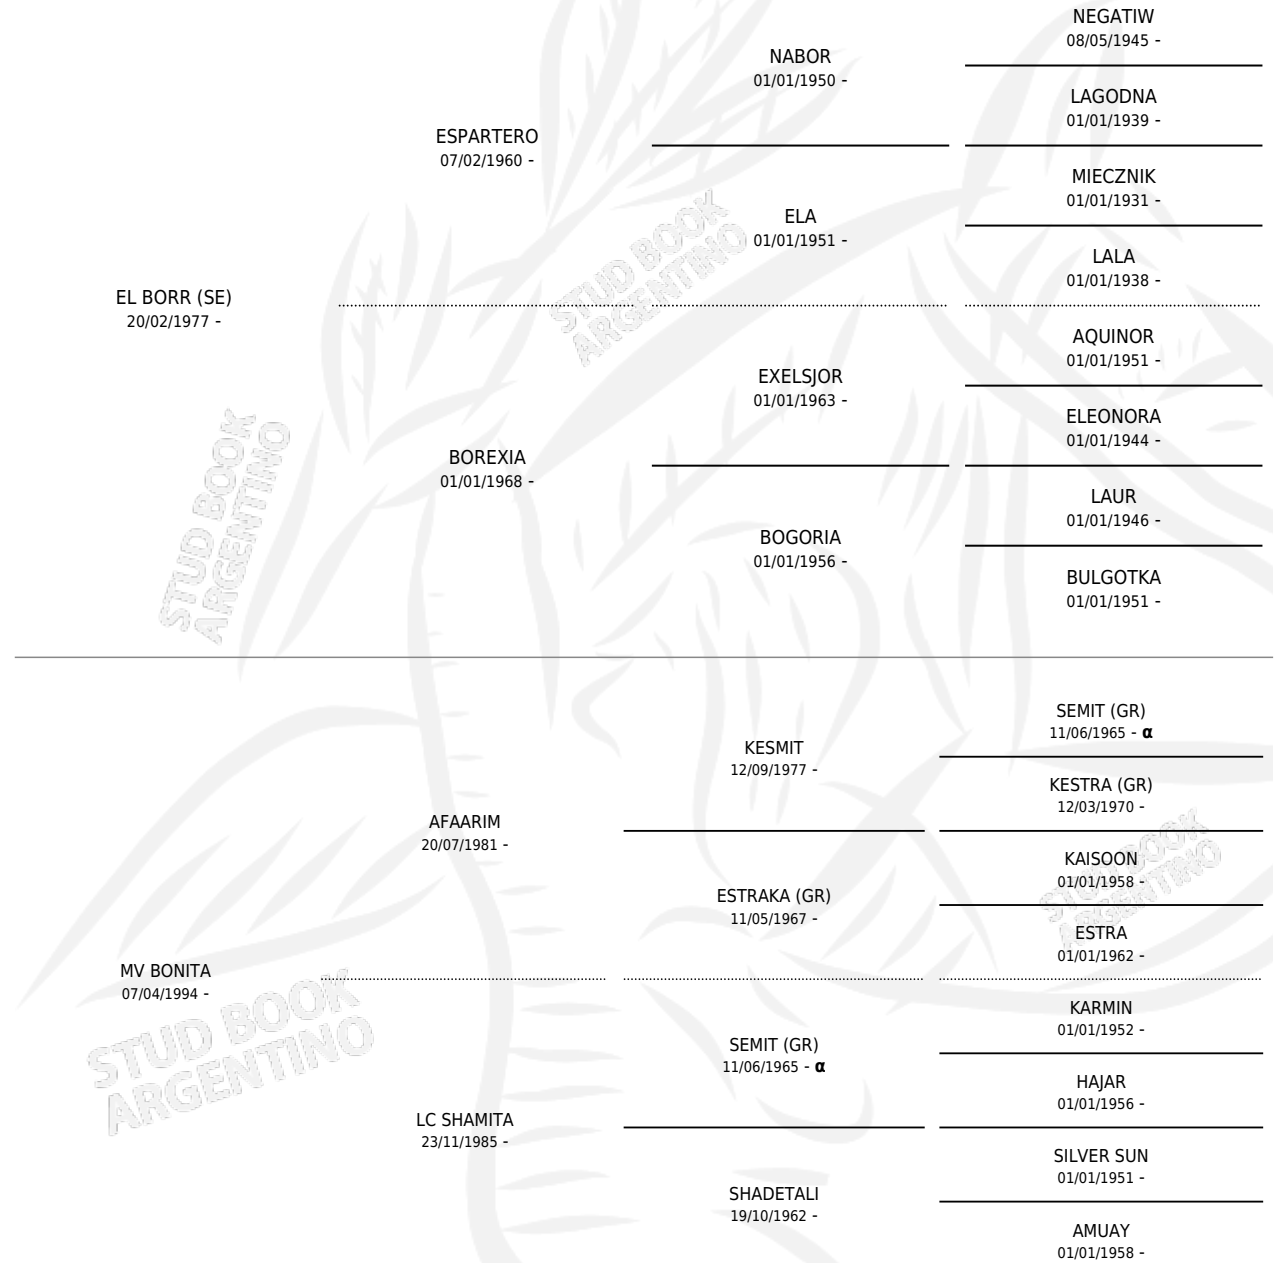 NEGATIW
08/05/1945 -
NABOR
01/01/1950 -
LAGODNA
01/01/1939 -
ESPARTERO
07/02/1960 -
MIECZNIK
01/01/1931 -
ELA
01/01/1951 -
LALA
01/01/1938 -
EL BORR (SE)
20/02/1977 -
AQUINOR
01/01/1951 -
EXELSJOR
01/01/1963 -
ELEONORA
01/01/1944 -
BOREXIA
01/01/1968 -
LAUR
01/01/1946 -
BOGORIA
01/01/1956 -
BULGOTKA
01/01/1951 -
STUD BOOK
ARGENTINO
STUD BOOK
ARGENTINO
SEMIT (GR)
11/06/1965 - α
KESMIT
12/09/1977 -
KESTRA (GR)
12/03/1970 -
AFAARIM
20/07/1981 -
KAISOON
01/01/1958 -
ESTRAKA (GR)
11/05/1967 -
ESTRA
01/01/1962 -
MV BONITA
07/04/1994 -
KARMIN
01/01/1952 -
SEMIT (GR)
11/06/1965 - α
HAJAR
01/01/1956 -
LC SHAMITA
23/11/1985 -
SILVER SUN
01/01/1951 -
SHADETALI
19/10/1962 -
AMUAY
01/01/1958 -
STUD BOOK
ARGENTINO
STUD BOOK
ARGENTINO